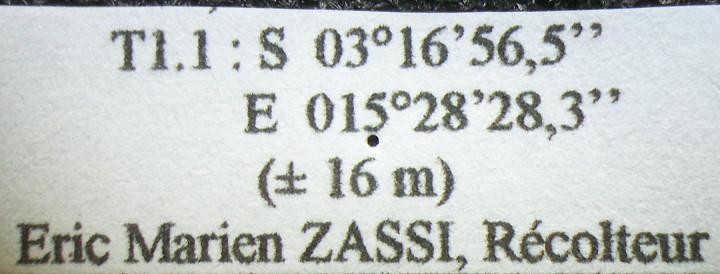 T1.1 : S 03°16’56,5’’
E 015°28’28,3’’
(± 16 m)
Eric Marien ZASSI, Récolteur